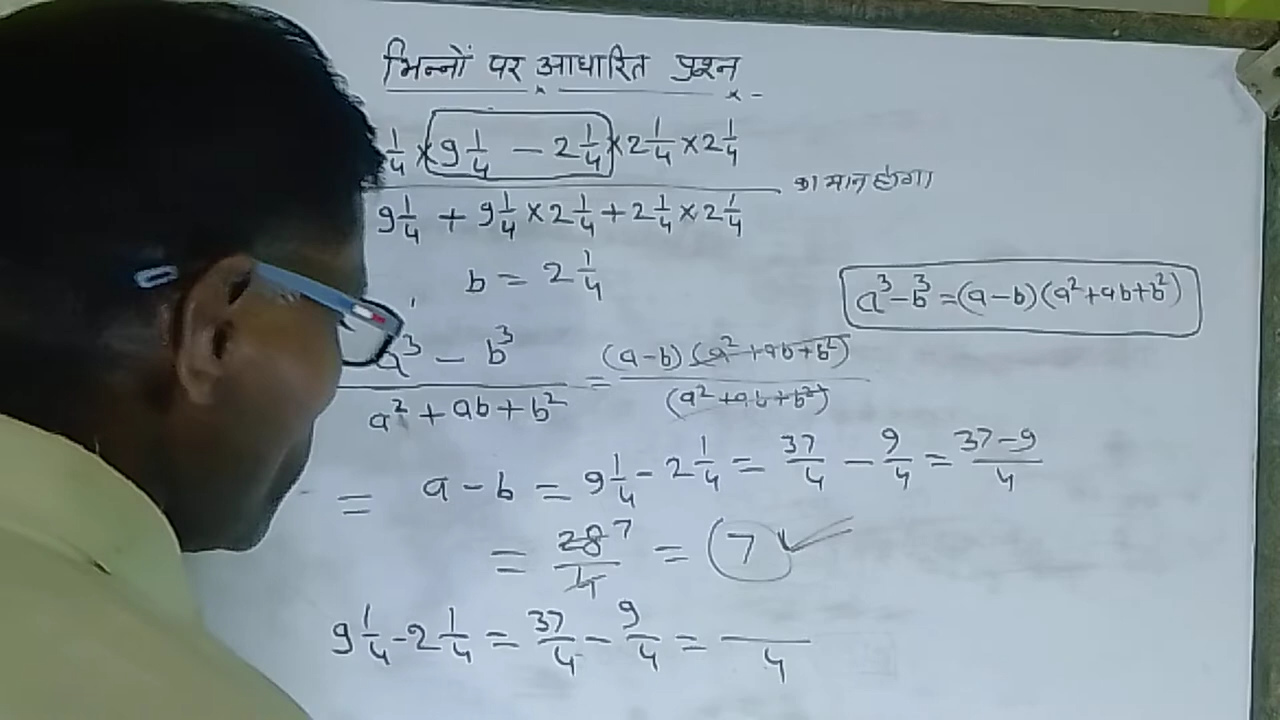 भिन्नों पर आधारित प्रश्न
1/4 × 9 1/4 - 2 1/4 × 2 1/4 × 2 1/4
का मान होगा
9 1/4 + 9 1/4 × 2 1/4 + 2 1/4 × 2 1/4
b = 2 1/4
a³-b³=(a-b)(a²+ab+b²)
a³ - b³ / a² + ab + b² = (a-b)(a²+ab+b²) / (a²+ab+b²)
= a - b = 9 1/4 - 2 1/4 = 37/4 - 9/4 = 37-9/4
= 28/4 7 = 7
9 1/4 - 2 1/4 = 37/4 - 9/4 = /4